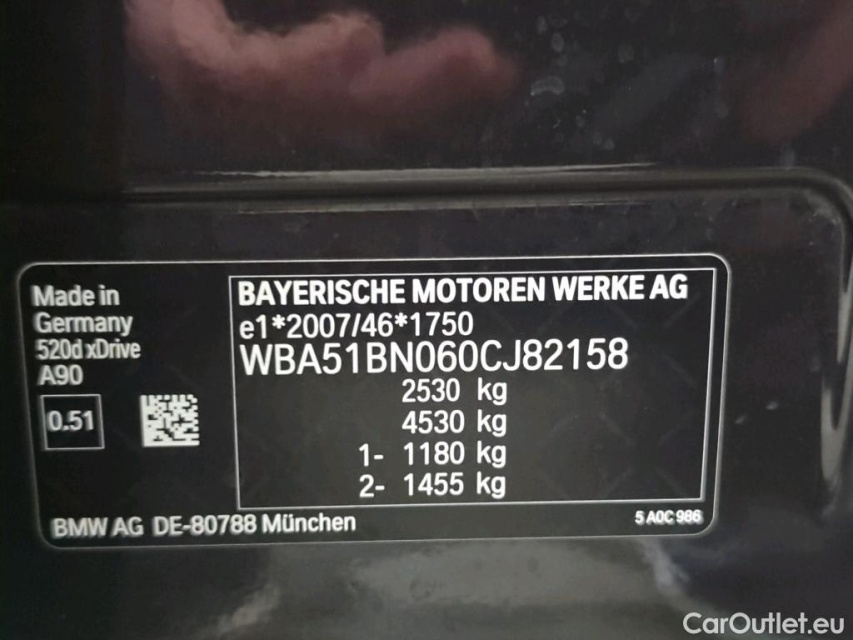 Made in
Germany
520d xDrive
A90
0.51
BAYERISCHE MOTOREN WERKE AG
e1*2007/46*1750
WBA51BN060CJ82158
2530 kg
4530 kg
1- 1180 kg
2- 1455 kg
BMW AG DE-80788 München
5 A0C 986
CarOutlet.eu